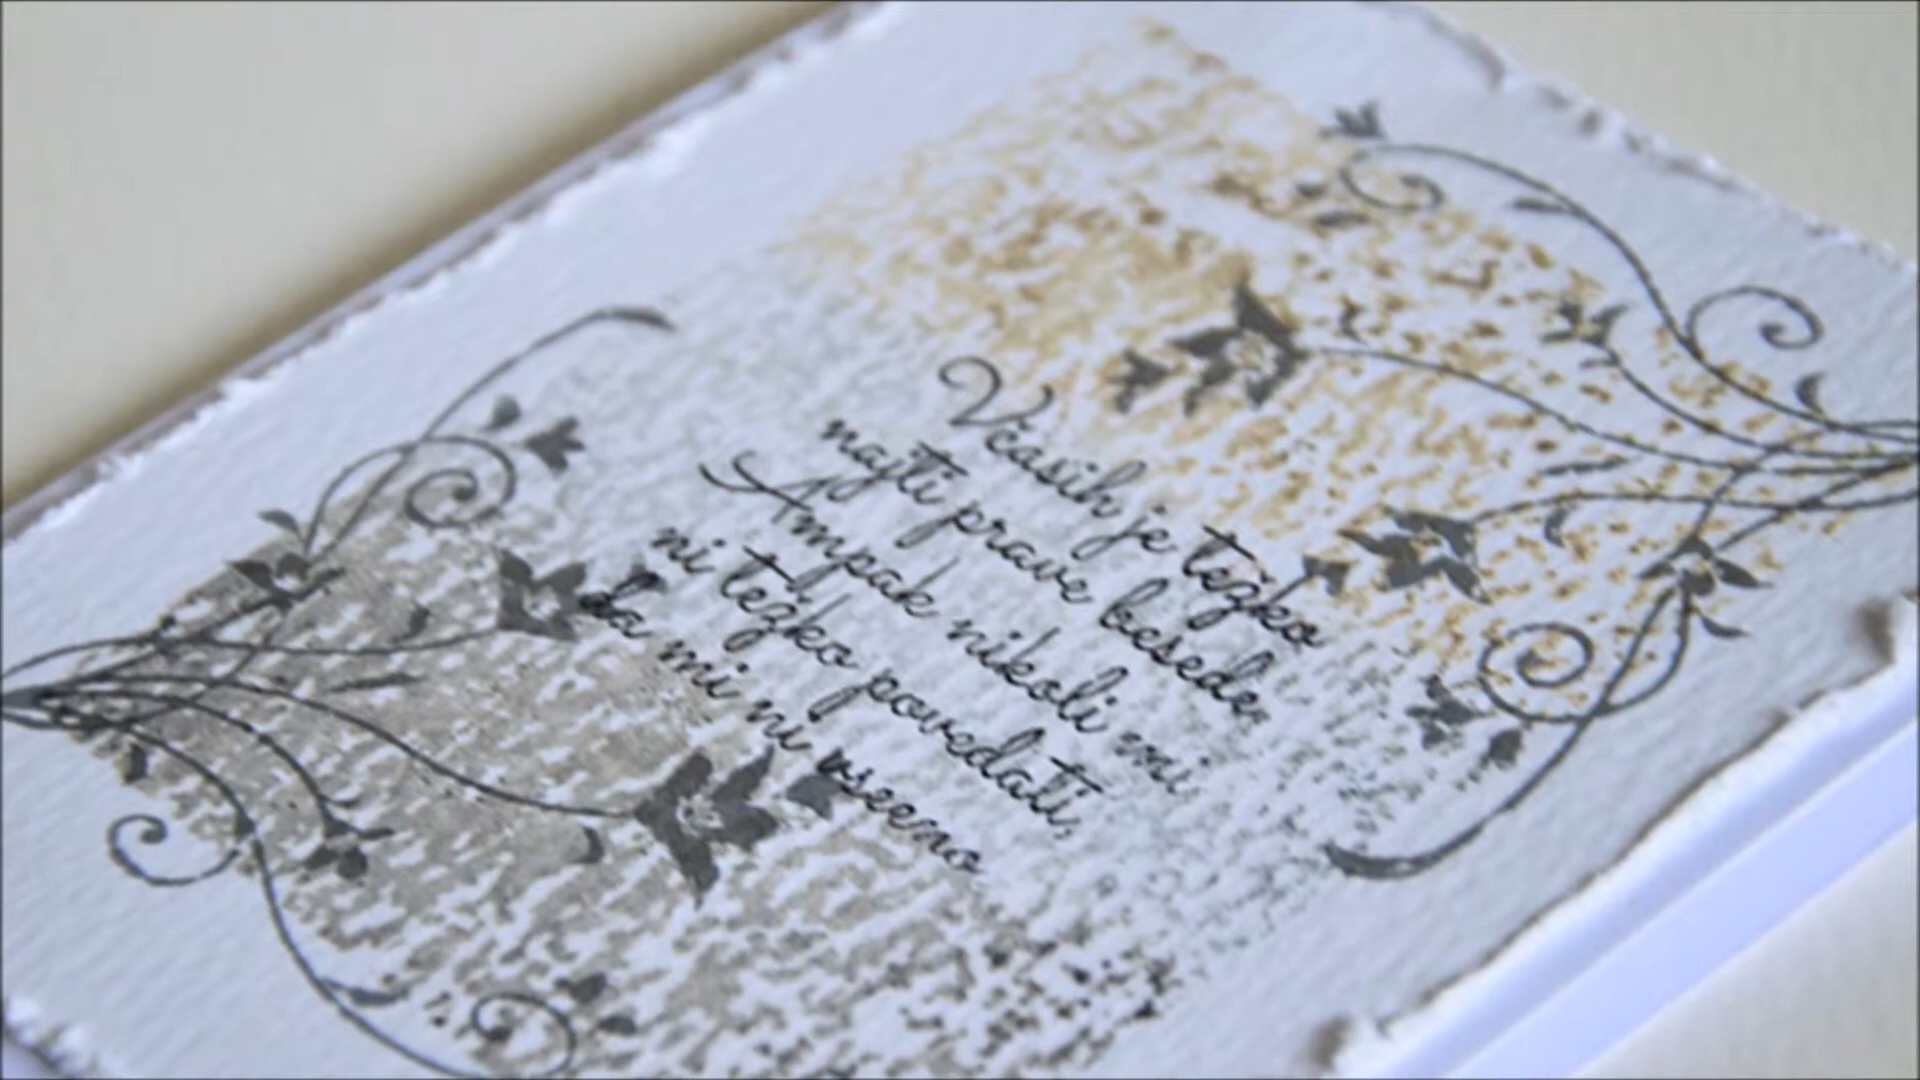 Včasih je težko
najti prave besede.
Ampak nikoli mi
ni težko povedati,
da mi ni vseeno